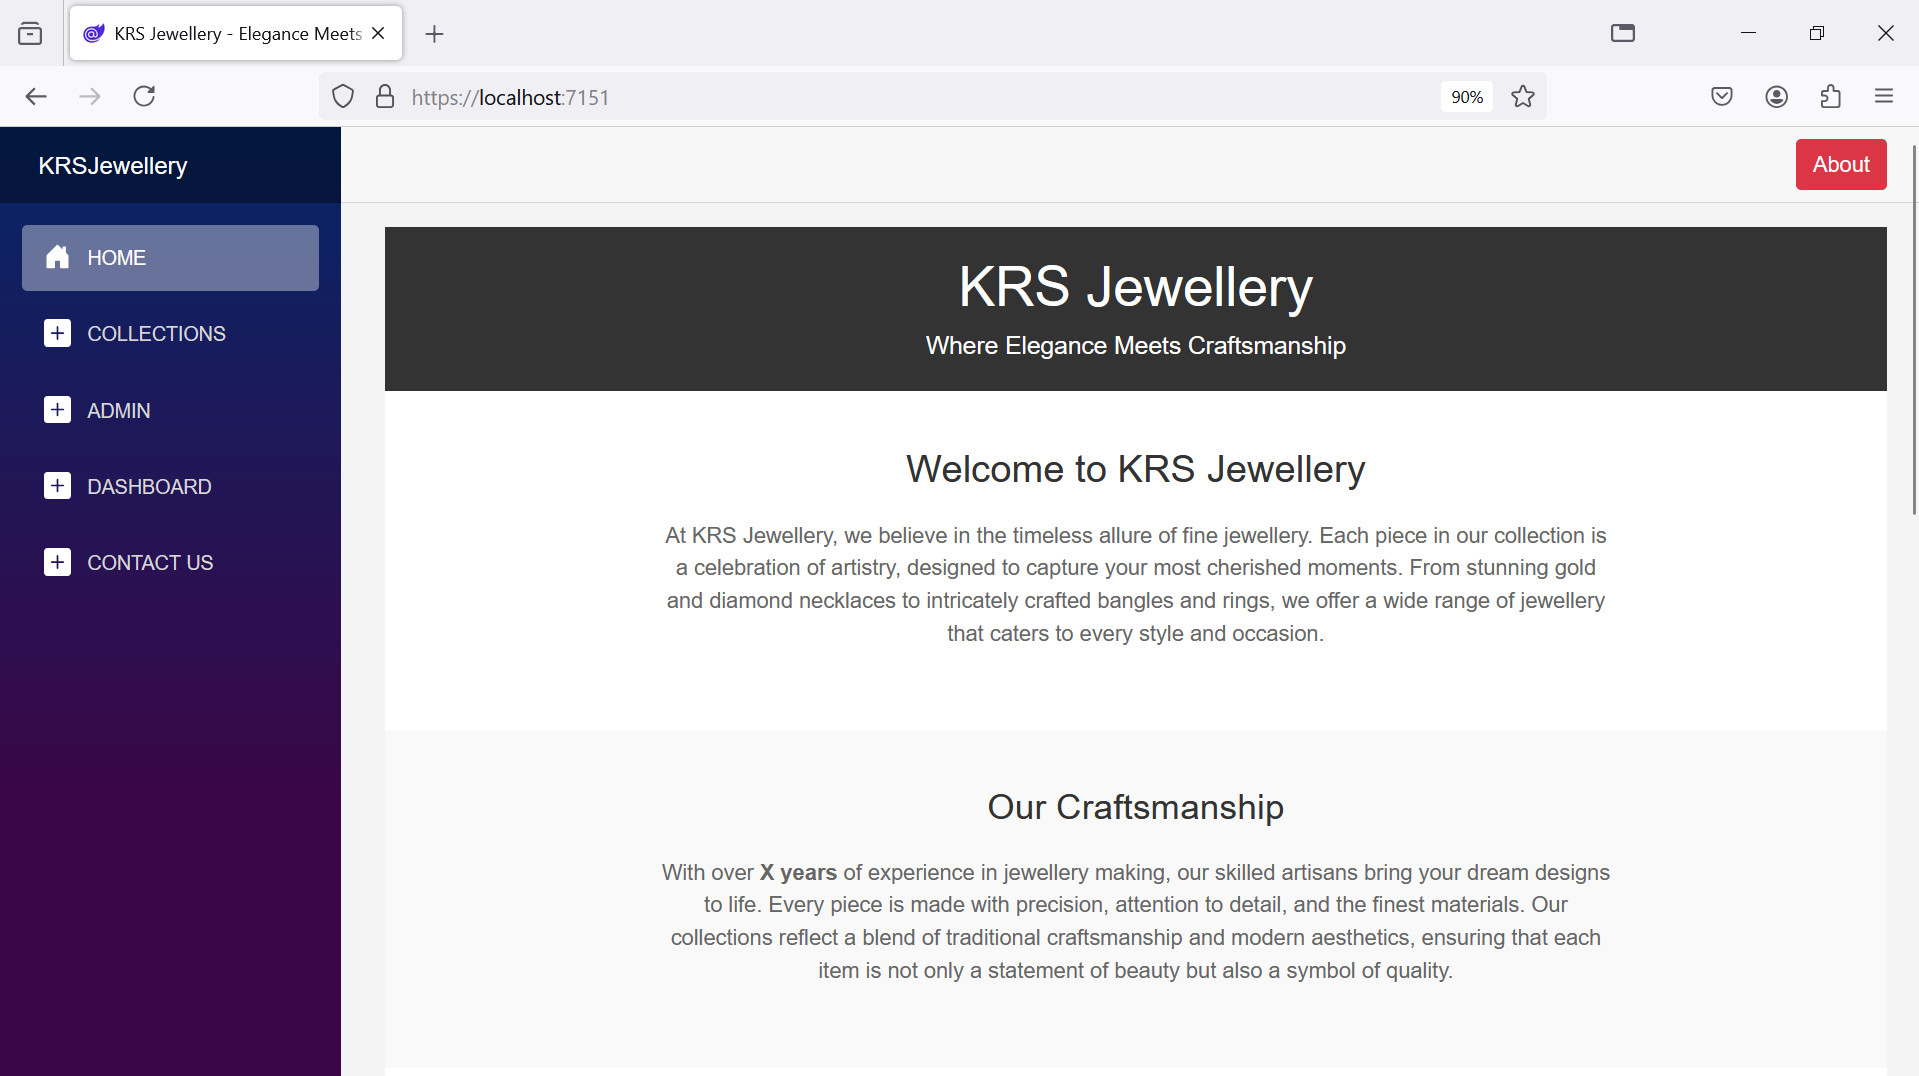 KRS Jewellery - Elegance Meets
https://localhost:7151
90%
KRSJewellery
About
HOME
COLLECTIONS
ADMIN
DASHBOARD
CONTACT US
KRS Jewellery
Where Elegance Meets Craftsmanship
Welcome to KRS Jewellery
At KRS Jewellery, we believe in the timeless allure of fine jewellery. Each piece in our collection is
a celebration of artistry, designed to capture your most cherished moments. From stunning gold
and diamond necklaces to intricately crafted bangles and rings, we offer a wide range of jewellery
that caters to every style and occasion.
Our Craftsmanship
With over X years of experience in jewellery making, our skilled artisans bring your dream designs
to life. Every piece is made with precision, attention to detail, and the finest materials. Our
collections reflect a blend of traditional craftsmanship and modern aesthetics, ensuring that each
item is not only a statement of beauty but also a symbol of quality.